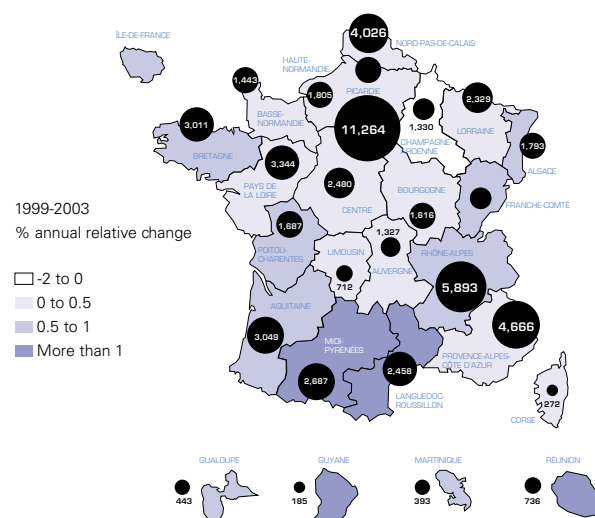 ÎLE-DE-FRANCE
4,026
NORD-PAS-DE-CALAIS
HAUTE-
NORMANDIE
1,443
1,805
PICARDIE
2,329
BASSE-
NORMANDIE
3,011
11,264
1,330
LORRAINE
1,793
CHAMPAGNE-
ARDENNE
BRETAGNE
3,344
ALSACE
PAYS DE
LA LOIRE
2,480
BOURGOGNE
CENTRE
1,616
FRANCHE-COMTÉ
1999-2003
% annual relative change
1,687
1,327
POITOU-
CHARENTES
LIMOUSIN
RHÔNE-ALPES
712
AUVERGNE
-2 to 0
0 to 0.5
0.5 to 1
More than 1
5,893
AQUITAINE
4,666
3,049
MIDI-
PYRÉNÉES
PROVENCE-ALPES-
CÔTE D'AZUR
2,458
2,687
LANGUEDOC-
ROUSSILLON
272
CORSE
GUALOUPE
GUYANE
MARTINIQUE
RÉUNION
443
185
393
736